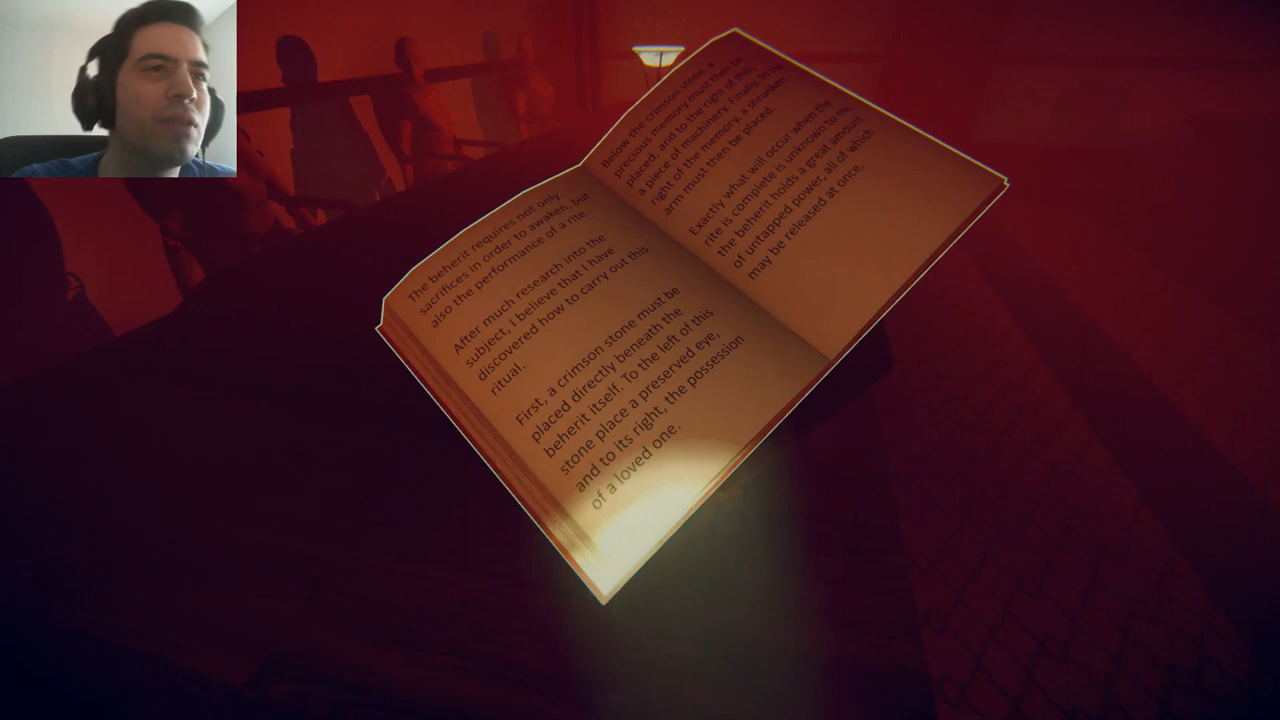 The beherit requires not only
sacrifices in order to awaken, but
also the performance of a rite.
After much research into the
subject, I believe that I have
discovered how to carry out this
ritual.
First, a crimson stone must be
placed directly beneath the
beherit itself. To the left of this
stone place a preserved eye,
and to its right, the possession
of a loved one.
Below the crimson stone, a
precious memory must then be
placed, and to the right of this,
a piece of machinery. Finally, to the
right of the memory, a shrunken
arm must then be placed.
Exactly what will occur when the
rite is complete is unknown to me,
the beherit holds a great amount
of untapped power, all of which
may be released at once.